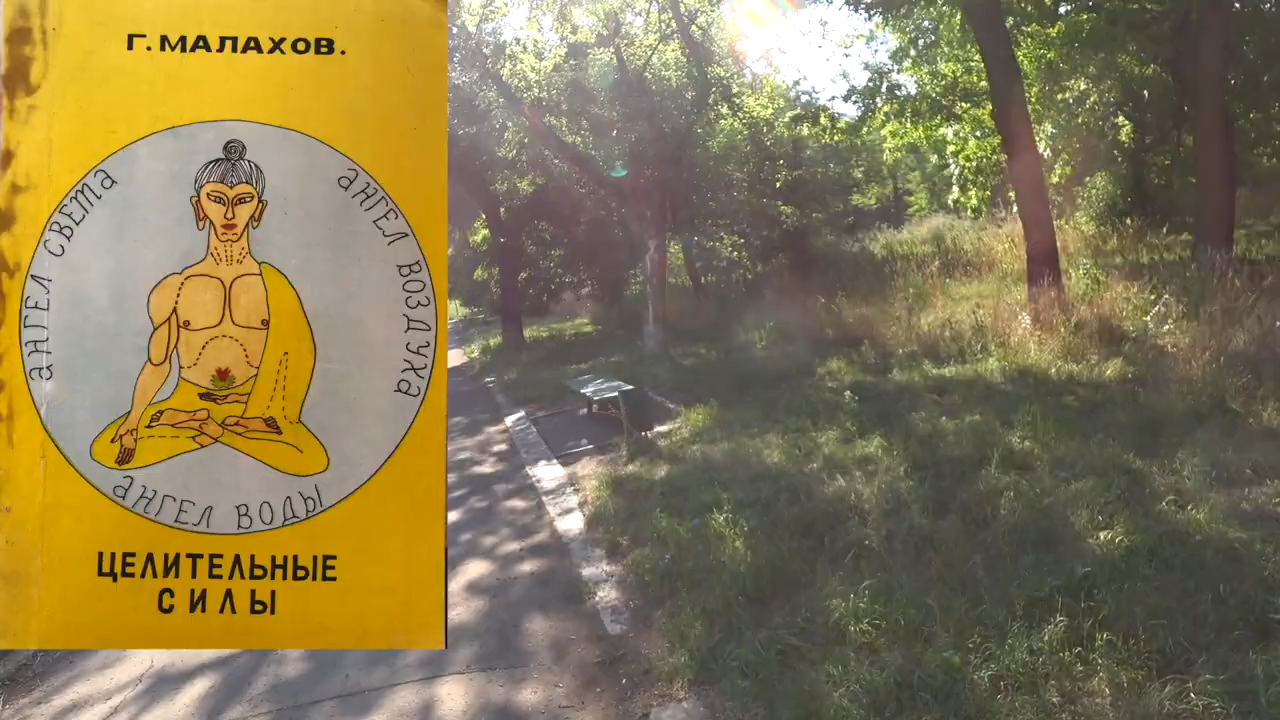 Г. МАЛАХОВ.
АНГЕЛ СВЕТА
АНГЕЛ ВОЗДУХА
АНГЕЛ ВОДЫ
ЦЕЛИТЕЛЬНЫЕ
СИЛЫ